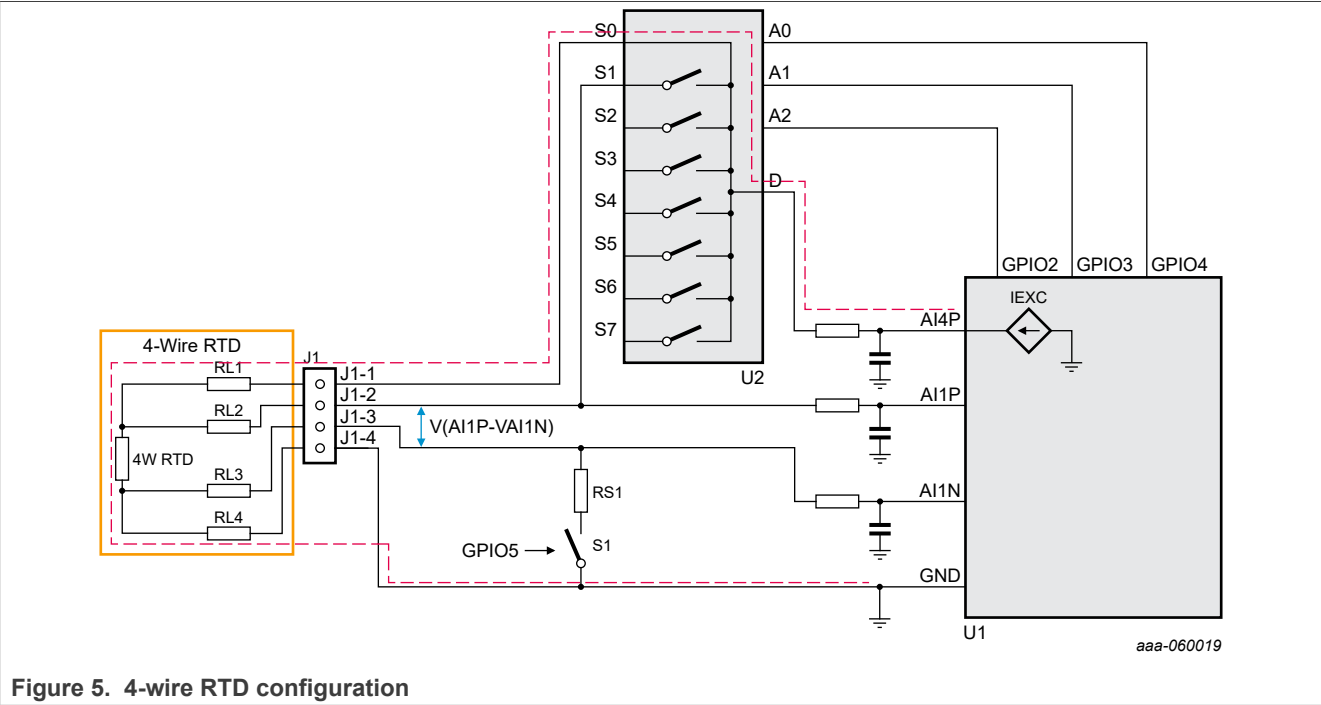 S0
S1
S2
S3
S4
S5
S6
S7
A0
A1
A2
D
U2
GPIO2
GPIO3
GPIO4
IEXC
AI4P
AI1P
AI1N
GND
U1
4-Wire RTD
RL1
RL2
4W RTD
RL3
RL4
J1
J1-1
J1-2
J1-3
J1-4
V(AI1P-VAI1N)
RS1
GPIO5
S1
aaa-060019
Figure 5. 4-wire RTD configuration